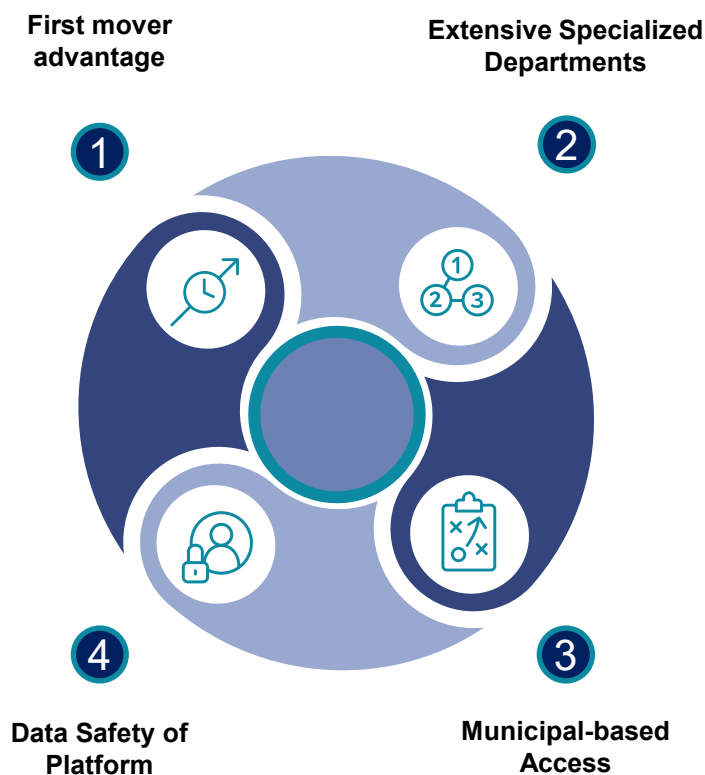 First mover
advantage
Extensive Specialized
Departments
1
2
1
2
3
4
3
Data Safety of
Platform
Municipal-based
Access